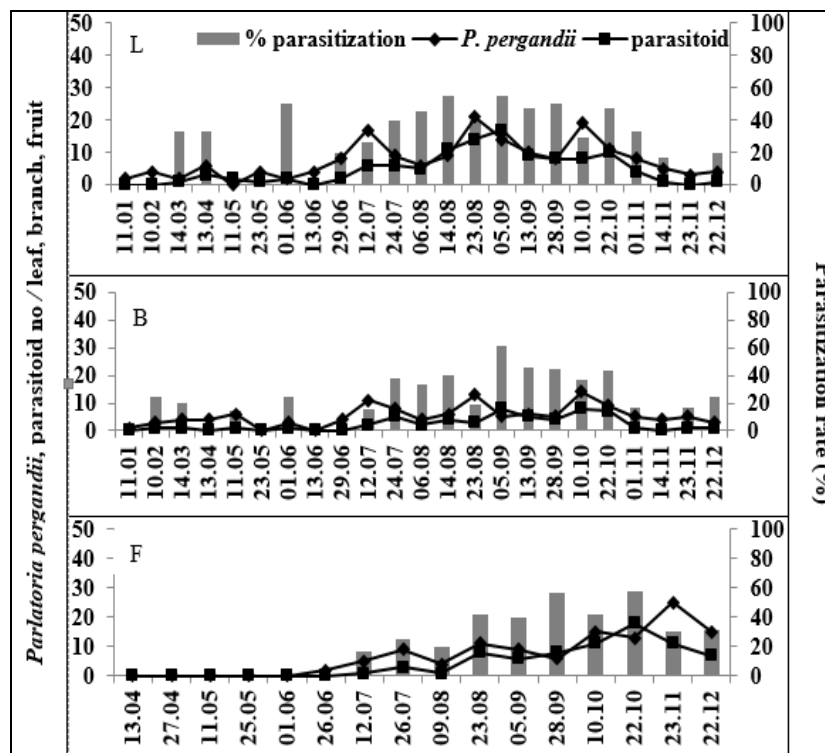 Parlatoria pergandii, parasitoid no / leaf, branch, fruit
L
% parasitization P. pergandii parasitoid
50 40 30 20 10 0
100 80 60 40 20 0
11.01 10.02 14.03 13.04 11.05 23.05 01.06 13.06 29.06 12.07 24.07 06.08 14.08 23.08 05.09 13.09 28.09 10.10 22.10 01.11 14.11 23.11 22.12
B
50 40 30 20 10 0
100 80 60 40 20 0
11.01 10.02 14.03 13.04 11.05 23.05 01.06 13.06 29.06 12.07 24.07 06.08 14.08 23.08 05.09 13.09 28.09 10.10 22.10 01.11 14.11 23.11 22.12
F
50 40 30 20 10 0
100 80 60 40 20 0
13.04 27.04 11.05 25.05 01.06 26.06 12.07 26.07 09.08 23.08 05.09 28.09 10.10 22.10 23.11 22.12
Parasitization rate (%)